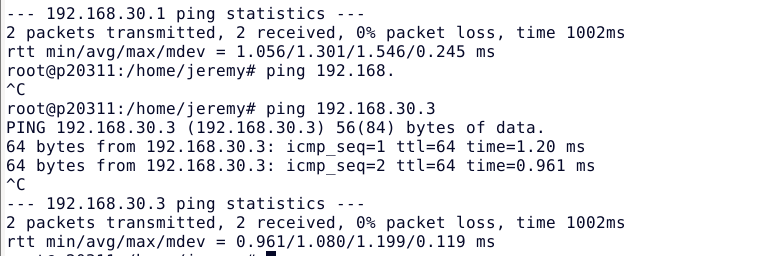 --- 192.168.30.1 ping statistics ---
2 packets transmitted, 2 received, 0% packet loss, time 1002ms
rtt min/avg/max/mdev = 1.056/1.301/1.546/0.245 ms
root@p20311:/home/jeremy# ping 192.168.
^C
root@p20311:/home/jeremy# ping 192.168.30.3
PING 192.168.30.3 (192.168.30.3) 56(84) bytes of data.
64 bytes from 192.168.30.3: icmp_seq=1 ttl=64 time=1.20 ms
64 bytes from 192.168.30.3: icmp_seq=2 ttl=64 time=0.961 ms
^C
--- 192.168.30.3 ping statistics ---
2 packets transmitted, 2 received, 0% packet loss, time 1002ms
rtt min/avg/max/mdev = 0.961/1.080/1.199/0.119 ms